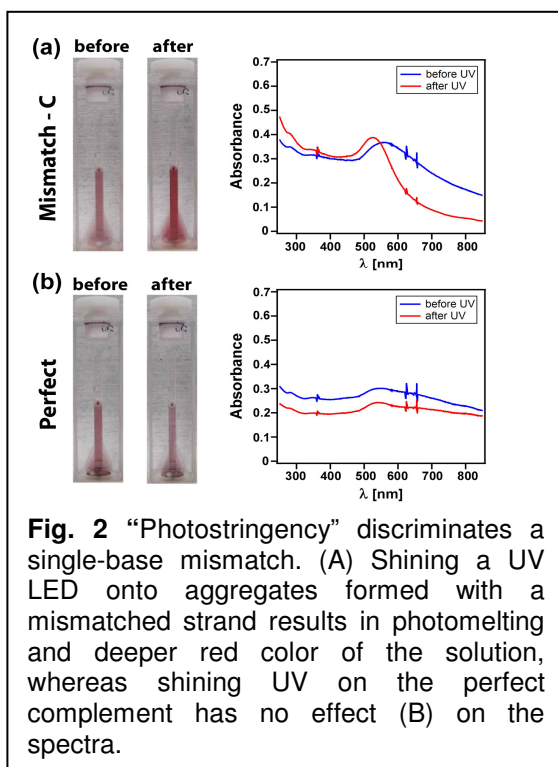 (a) before after
Mismatch - C
Absorbance
0.7
0.6
0.5
0.4
0.3
0.2
0.1
0
before UV
after UV
300 400 500 600 700 800
λ [nm]
(b) before after
Perfect
Absorbance
0.7
0.6
0.5
0.4
0.3
0.2
0.1
0
before UV
after UV
300 400 500 600 700 800
λ [nm]
Fig. 2 “Photostringency” discriminates a
single-base mismatch. (A) Shining a UV
LED onto aggregates formed with a
mismatched strand results in photomelting
and deeper red color of the solution,
whereas shining UV on the perfect
complement has no effect (B) on the
spectra.